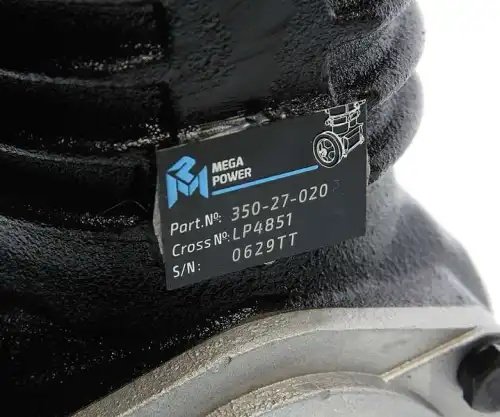 MEGA
POWER
Part.Nº: 350-27-020
Cross Nº: LP4851
S/N: 0629TT